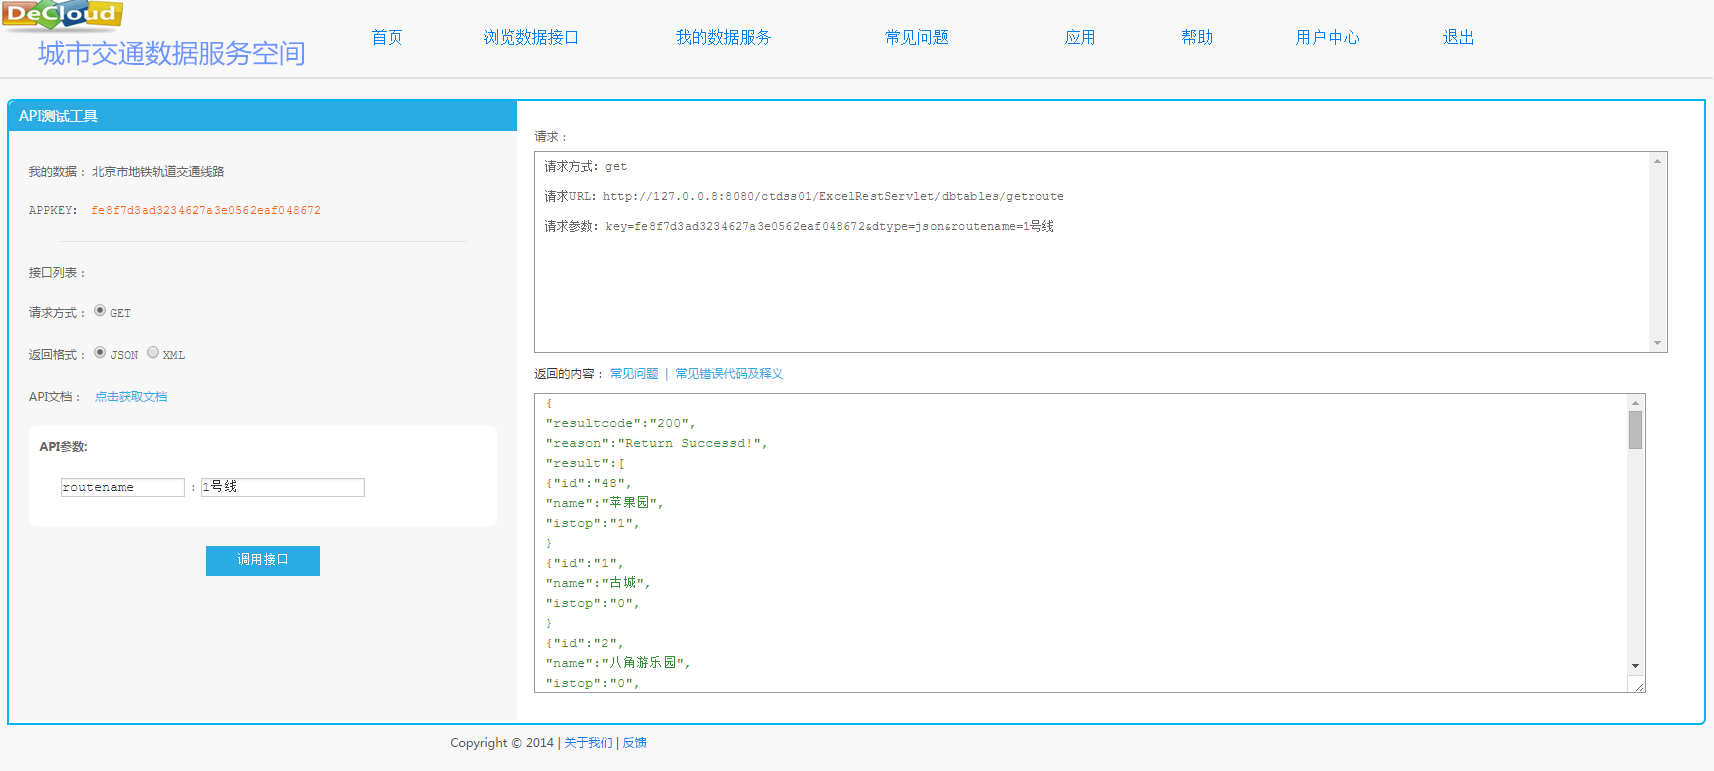 DeCloud
城市交通数据服务空间
首页 浏览数据接口 我的数据服务 常见问题 应用 帮助 用户中心 退出
API测试工具
我的数据： 北京市地铁轨道交通线路
APPKEY: fe8f7d3ad3234627a3e0562eaf048672
接口列表：
请求方式： GET
返回格式： JSON XML
API文档： 点击获取文档
API参数:
routename : 1号线
调用接口
请求：
请求方式: get
请求URL: http://127.0.0.8:8080/ctdss01/ExcelRestServlet/dbtables/getroute
请求参数: key=fe8f7d3ad3234627a3e0562eaf048672&dtype=json&routename=1号线
返回的内容： 常见问题 | 常见错误代码及释义
{
"resultcode":"200",
"reason":"Return Successd!",
"result":[
{"id":"48",
"name":"苹果园",
"istop":"1",
}
{"id":"1",
"name":"古城",
"istop":"0",
}
{"id":"2",
"name":"八角游乐园",
"istop":"0",
Copyright © 2014 | 关于我们 | 反馈